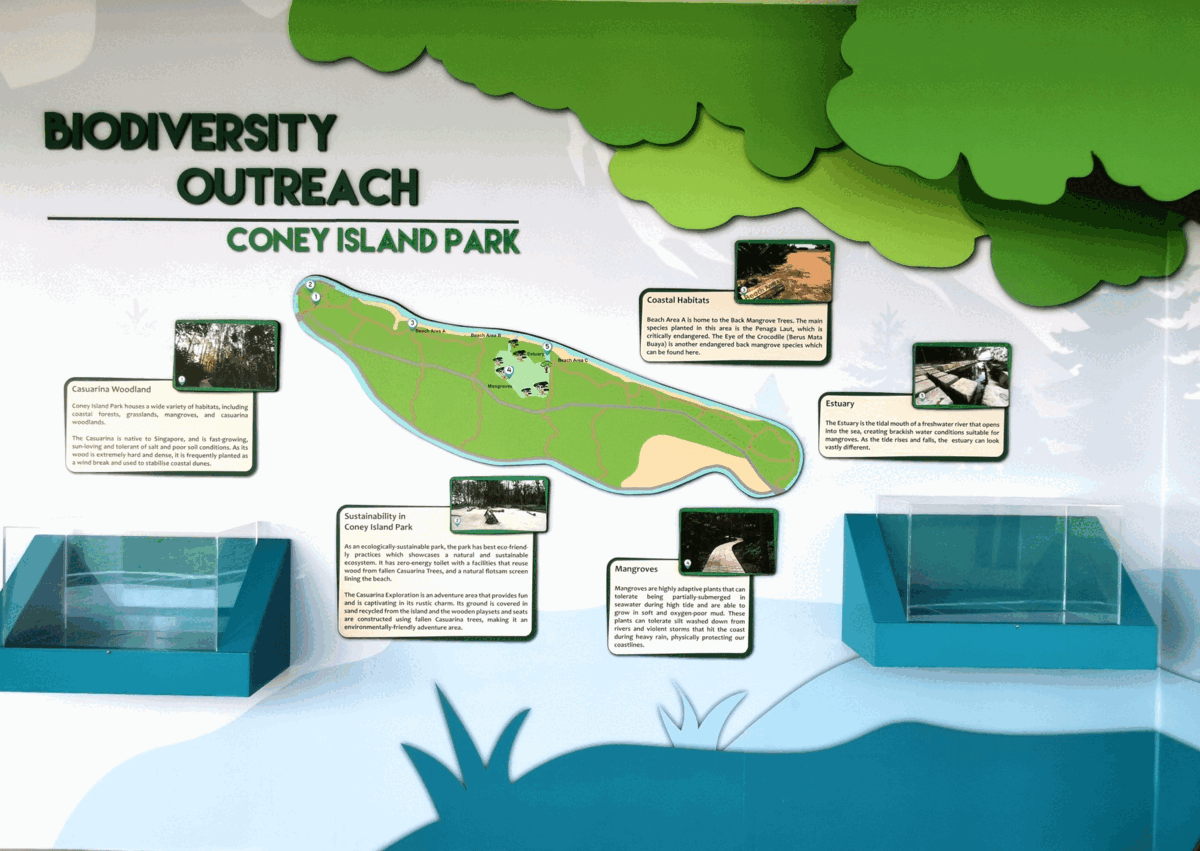 BIODIVERSITY
OUTREACH
CONEY ISLAND PARK
2
1
3
Beach Area A
Beach Area B
5
Estuary
Beach Area C
4
Mangroves
Coastal Habitats
Beach Area A is home to the Back Mangrove Trees. The main
species planted in this area is the Penaga Laut, which is
critically endangered. The Eye of the Crocodile (Berus Mata
Buaya) is another endangered back mangrove species which
can be found here.
Casuarina Woodland
Coney Island Park houses a wide variety of habitats, including
coastal forests, grasslands, mangroves, and casuarina
woodlands.
The Casuarina is native to Singapore, and is fast-growing,
sun-loving and tolerant of salt and poor soil conditions. As its
wood is extremely hard and dense, it is frequently planted as
a wind break and used to stabilise coastal dunes.
Estuary
The Estuary is the tidal mouth of a freshwater river that opens
into the sea, creating brackish water conditions suitable for
mangroves. As the tide rises and falls, the estuary can look
vastly different.
Sustainability in
Coney Island Park
As an ecologically-sustainable park, the park has best eco-friend-
ly practices which showcases a natural and sustainable
ecosystem. It has zero-energy toilet with a facilities that reuse
wood from fallen Casuarina Trees, and a natural flotsam screen
lining the beach.
The Casuarina Exploration is an adventure area that provides fun
and is captivating in its rustic charm. Its ground is covered in
sand recycled from the island and the wooden playsets and seats
are constructed using fallen Casuarina trees, making it an
environmentally-friendly adventure area.
Mangroves
Mangroves are highly adaptive plants that can
tolerate being partially-submerged in
seawater during high tide and are able to
grow in soft and oxygen-poor mud. These
plants can tolerate silt washed down from
rivers and violent storms that hit the coast
during heavy rain, physically protecting our
coastlines.